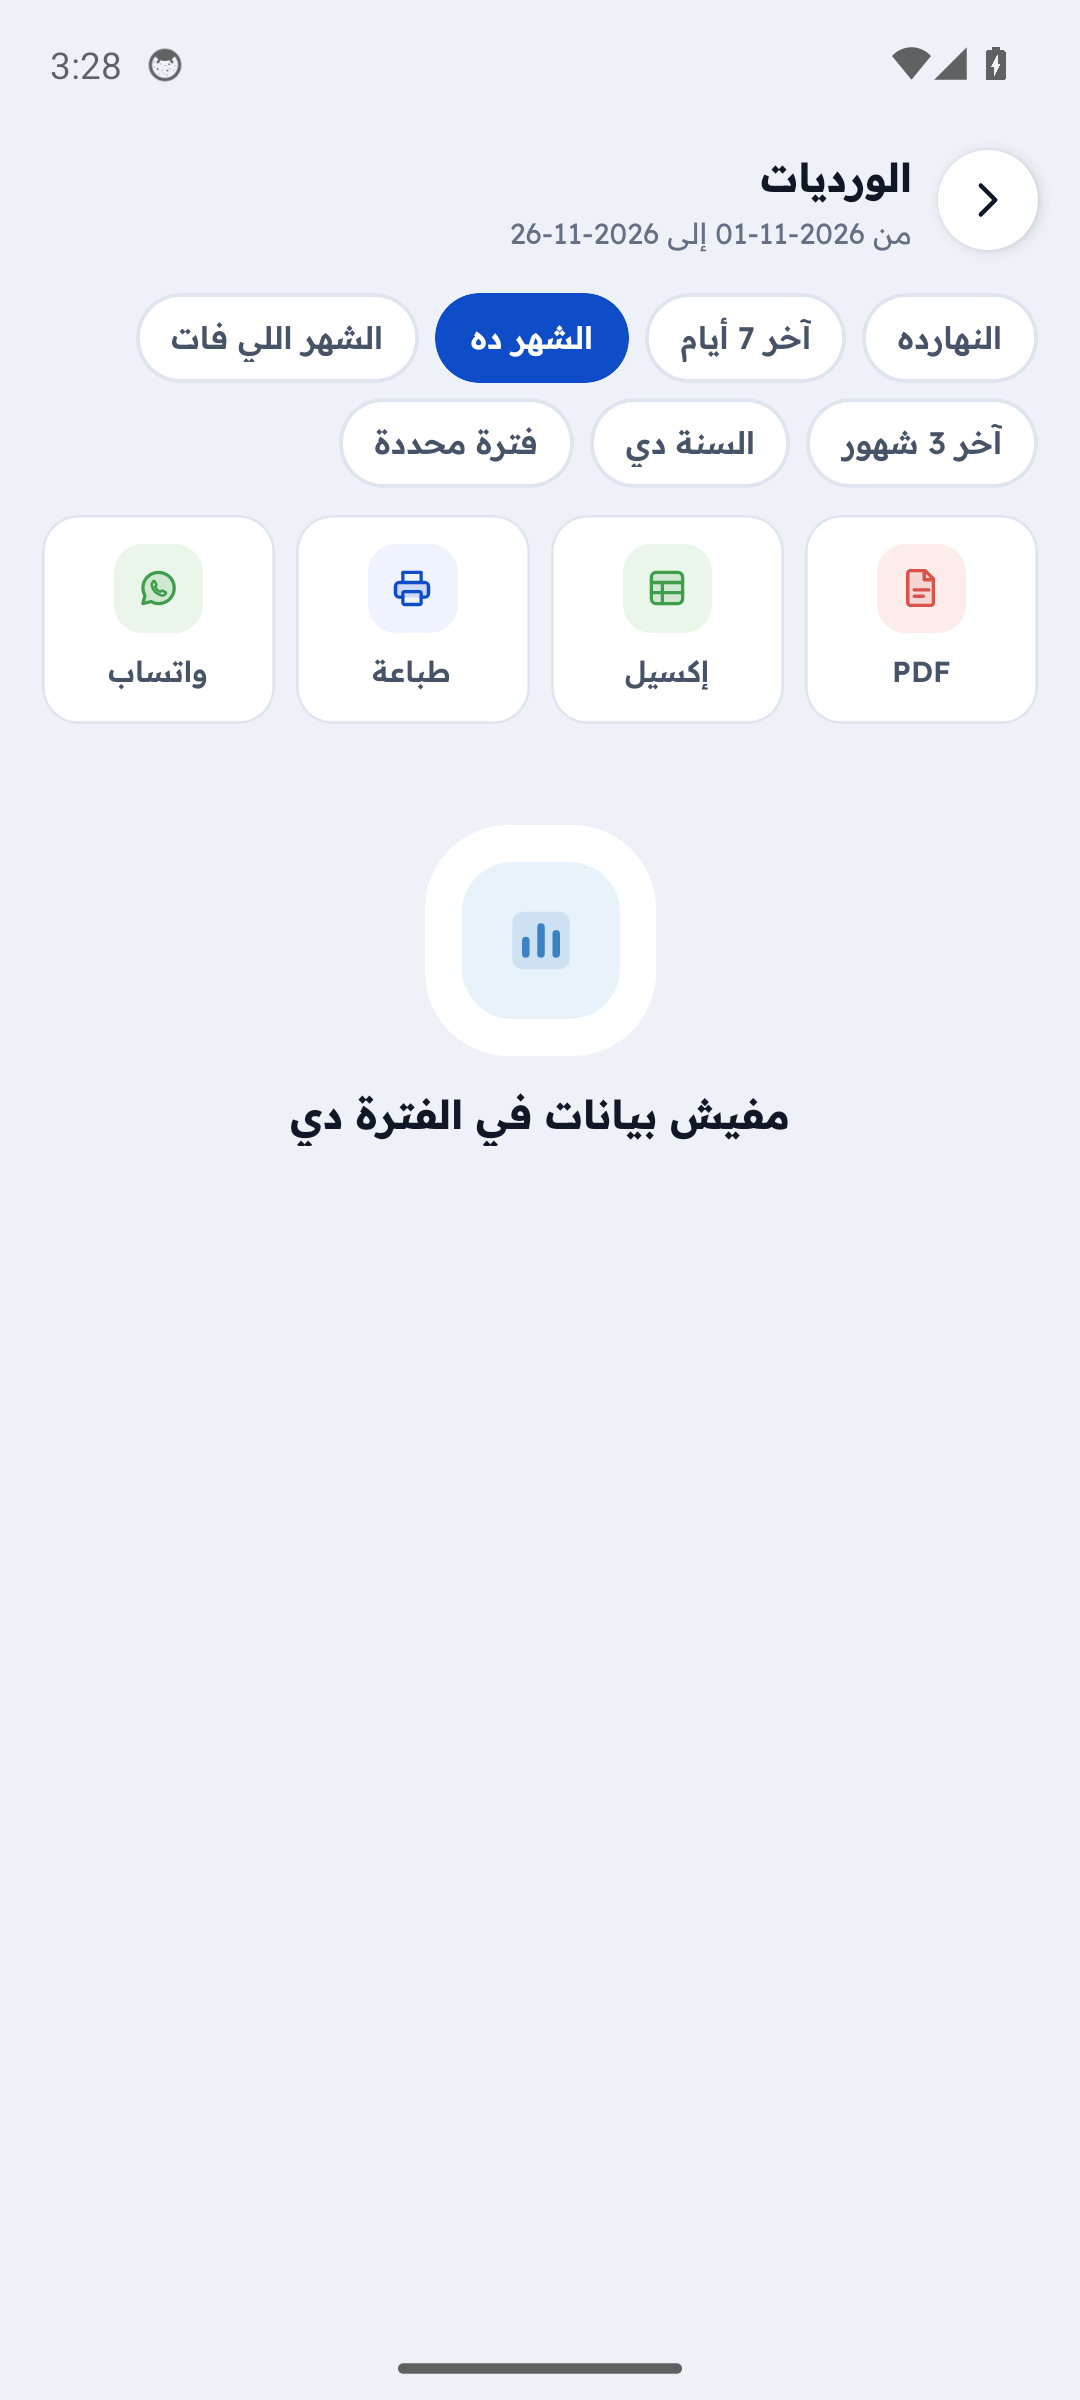 3:28
الورديات
من 2026-11-01 إلى 2026-11-26
النهارده
آخر 7 أيام
الشهر ده
الشهر اللي فات
آخر 3 شهور
السنة دي
فترة محددة
PDF
إكسيل
طباعة
واتساب
مفيش بيانات في الفترة دي